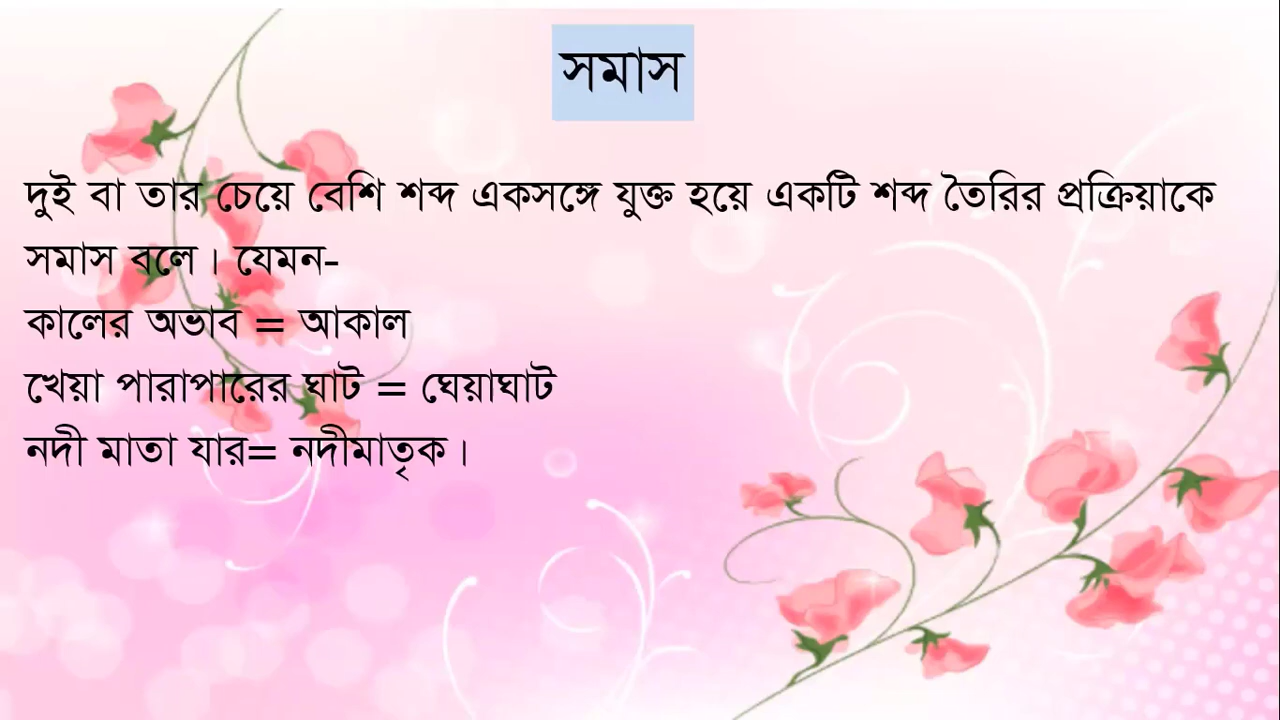 সমাস
দুই বা তার চেয়ে বেশি শব্দ একসঙ্গে যুক্ত হয়ে একটি শব্দ তৈরির প্রক্রিয়াকে
সমাস বলে। যেমন-
কালের অভাব = আকাল
খেয়া পারাপারের ঘাট = ঘেয়াঘাট
নদী মাতা যার= নদীমাতৃক।